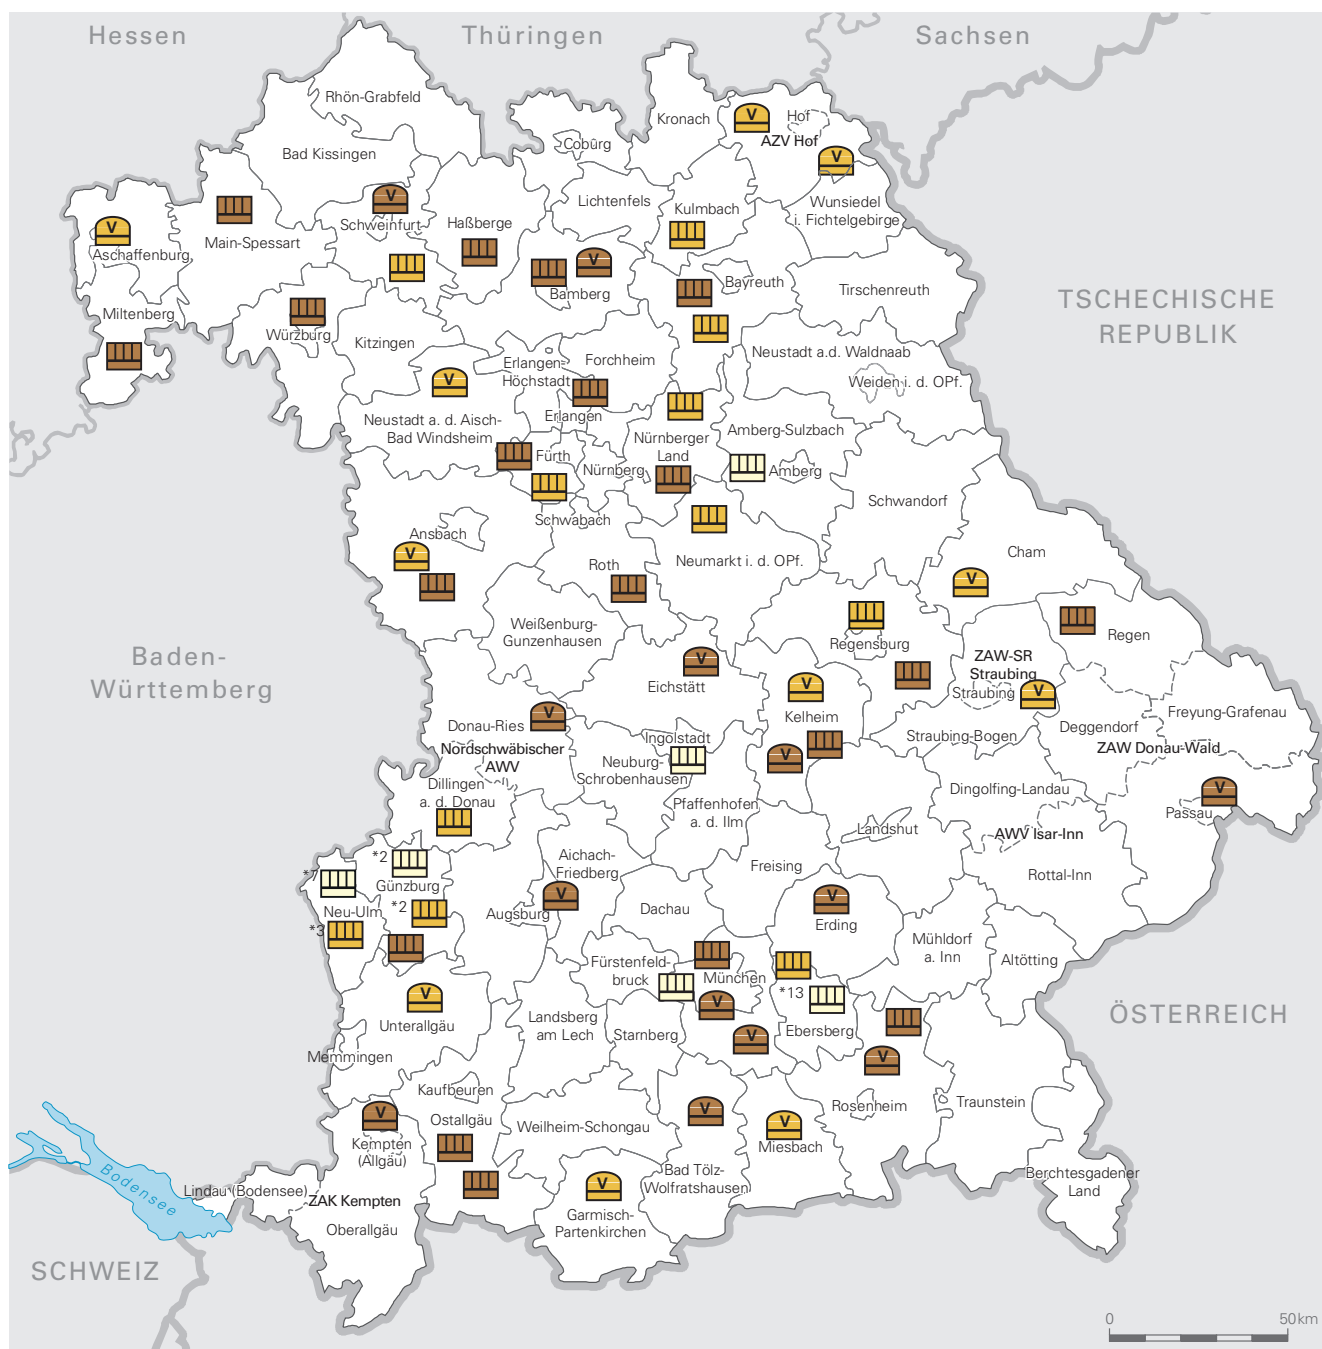 Hessen
Thüringen
Sachsen
Rhön-Grabfeld
Kronach
V
Hof
AZV Hof
Coburg
Bad Kissingen
V
Wunsiedel
i. Fichtelgebirge
V
Schweinfurt
Haßberge
Lichtenfels
Kulmbach
V
Aschaffenburg
Main-Spessart
V
Bamberg
Bayreuth
Tirschenreuth
TSCHECHISCHE
REPUBLIK
Miltenberg
Würzburg
Kitzingen
Erlangen-
Höchstadt
Forchheim
Neustadt a.d. Waldnaab
Weiden i. d. OPf.
V
Neustadt a. d. Aisch-
Bad Windsheim
Erlangen
Nürnberger
Land
Amberg-Sulzbach
Fürth
Nürnberg
Amberg
Schwandorf
Schwabach
Ansbach
V
Roth
Neumarkt i. d. OPf.
Cham
V
Weißenburg-
Gunzenhausen
Regensburg
Regen
ZAW-SR
Straubing
Straubing
V
Baden-
Württemberg
V
Eichstätt
V
Kelheim
V
Donau-Ries
Nordschwäbischer
AWV
Ingolstadt
Neuburg-
Schrobenhausen
V
Straubing-Bogen
Deggendorf
Freyung-Grafenau
ZAW Donau-Wald
Dillingen
a. d. Donau
Pfaffenhofen
a. d. Ilm
Dingolfing-Landau
V
Passau
Landshut
AWV Isar-Inn
Rottal-Inn
*2
Günzburg
*7
Neu-Ulm
*2
*3
Aichach-
Friedberg
V
Augsburg
Freising
Dachau
V
Erding
Mühldorf
a. Inn
Altötting
Fürstenfeld-
bruck
München
V
*13
Ebersberg
ÖSTERREICH
V
Unterallgäu
Landsberg
am Lech
Starnberg
V
V
Memmingen
Kaufbeuren
Rosenheim
Traunstein
V
Kempten
(Allgäu)
Ostallgäu
Weilheim-Schongau
V
V
Miesbach
Bad Tölz-
Wolfratshausen
Berchtesgadener
Land
Bodensee
Lindau (Bodensee)
ZAK Kempten
Oberallgäu
V
Garmisch-
Partenkirchen
SCHWEIZ
0
50 km